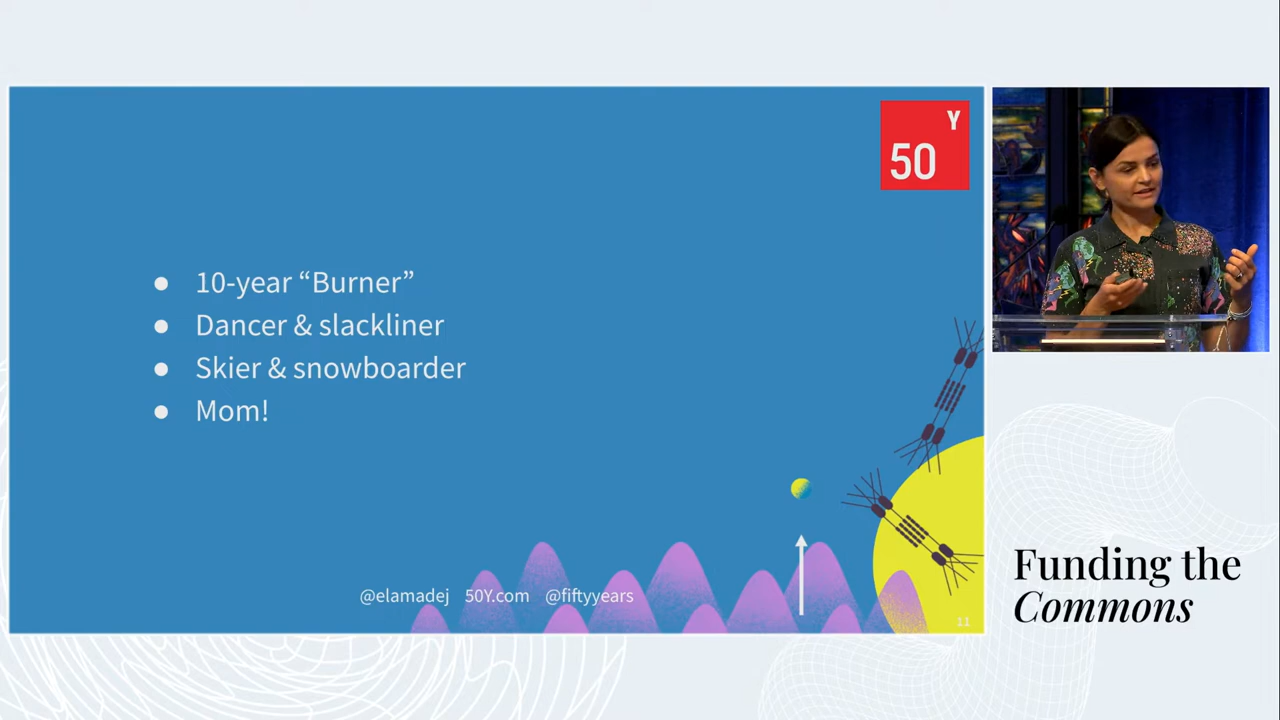 Y
50
10-year “Burner”
Dancer & slackliner
Skier & snowboarder
Mom!
@elamadej 50Y.com @fiftyyears
11
Funding the
Commons